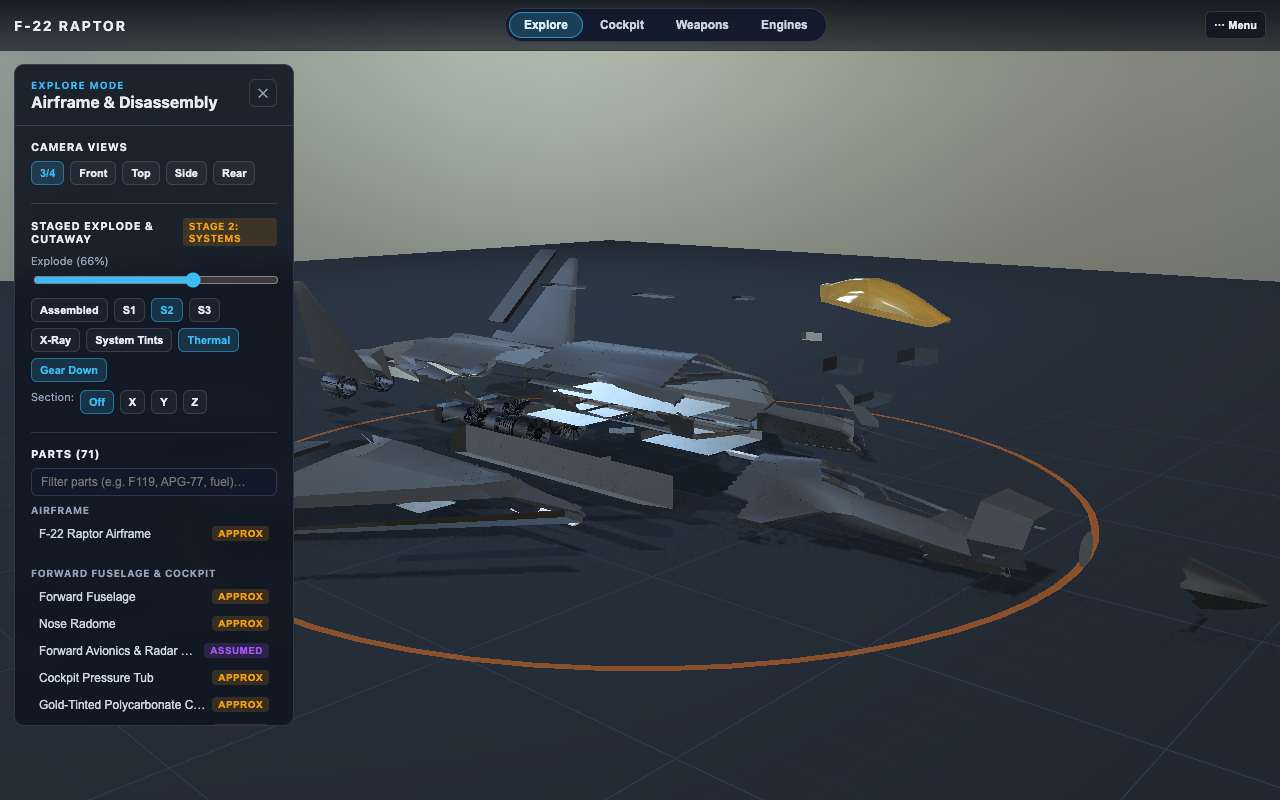 F-22 RAPTOR
Explore
Cockpit
Weapons
Engines
··· Menu
EXPLORE MODE
Airframe & Disassembly
CAMERA VIEWS
3/4
Front
Top
Side
Rear
STAGED EXPLODE &
CUTAWAY
STAGE 2:
SYSTEMS
Explode (66%)
Assembled
S1
S2
S3
X-Ray
System Tints
Thermal
Gear Down
Section:
Off
X
Y
Z
PARTS (71)
Filter parts (e.g. F119, APG-77, fuel)…
AIRFRAME
F-22 Raptor Airframe
APPROX
FORWARD FUSELAGE & COCKPIT
Forward Fuselage
APPROX
Nose Radome
APPROX
Forward Avionics & Radar …
ASSUMED
Cockpit Pressure Tub
APPROX
Gold-Tinted Polycarbonate C…
APPROX